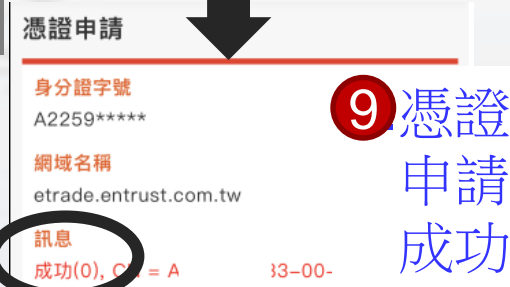 憑證申請
身分證字號
A2259*****
網域名稱
etrade.entrust.com.tw
訊息
成功(0), CN = A 33-00-
9
憑證
申請
成功